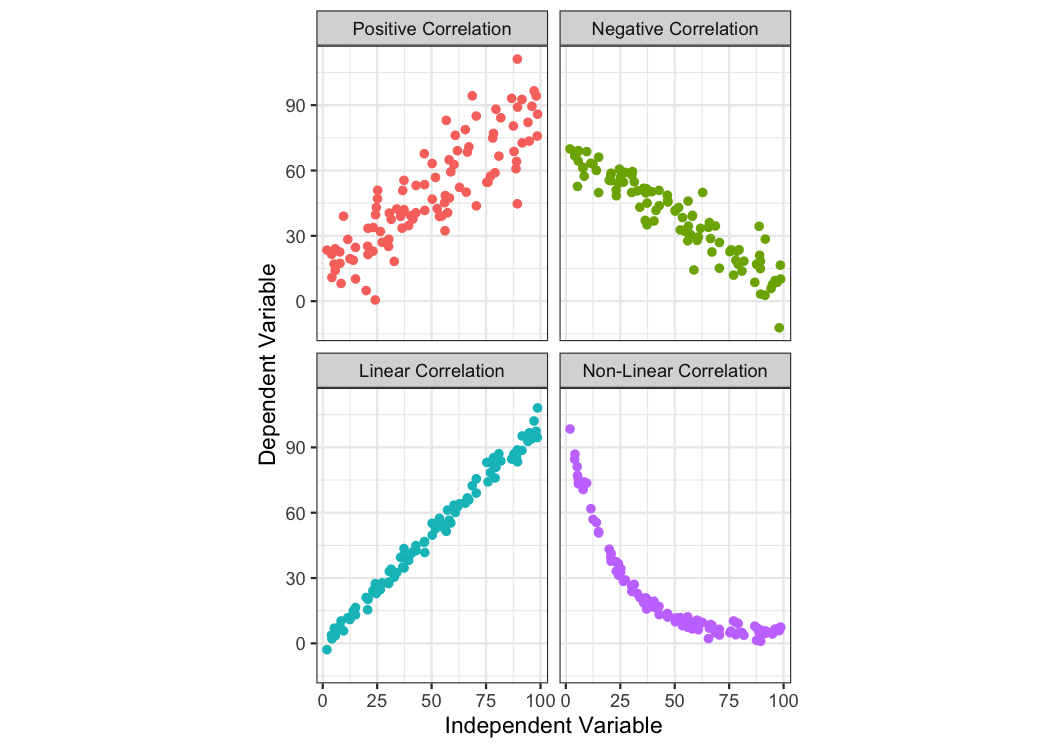 Positive Correlation
Negative Correlation
90
60
30
0
Dependent Variable
Linear Correlation
Non-Linear Correlation
90
60
30
0
0 25 50 75 100
0 25 50 75 100
Independent Variable